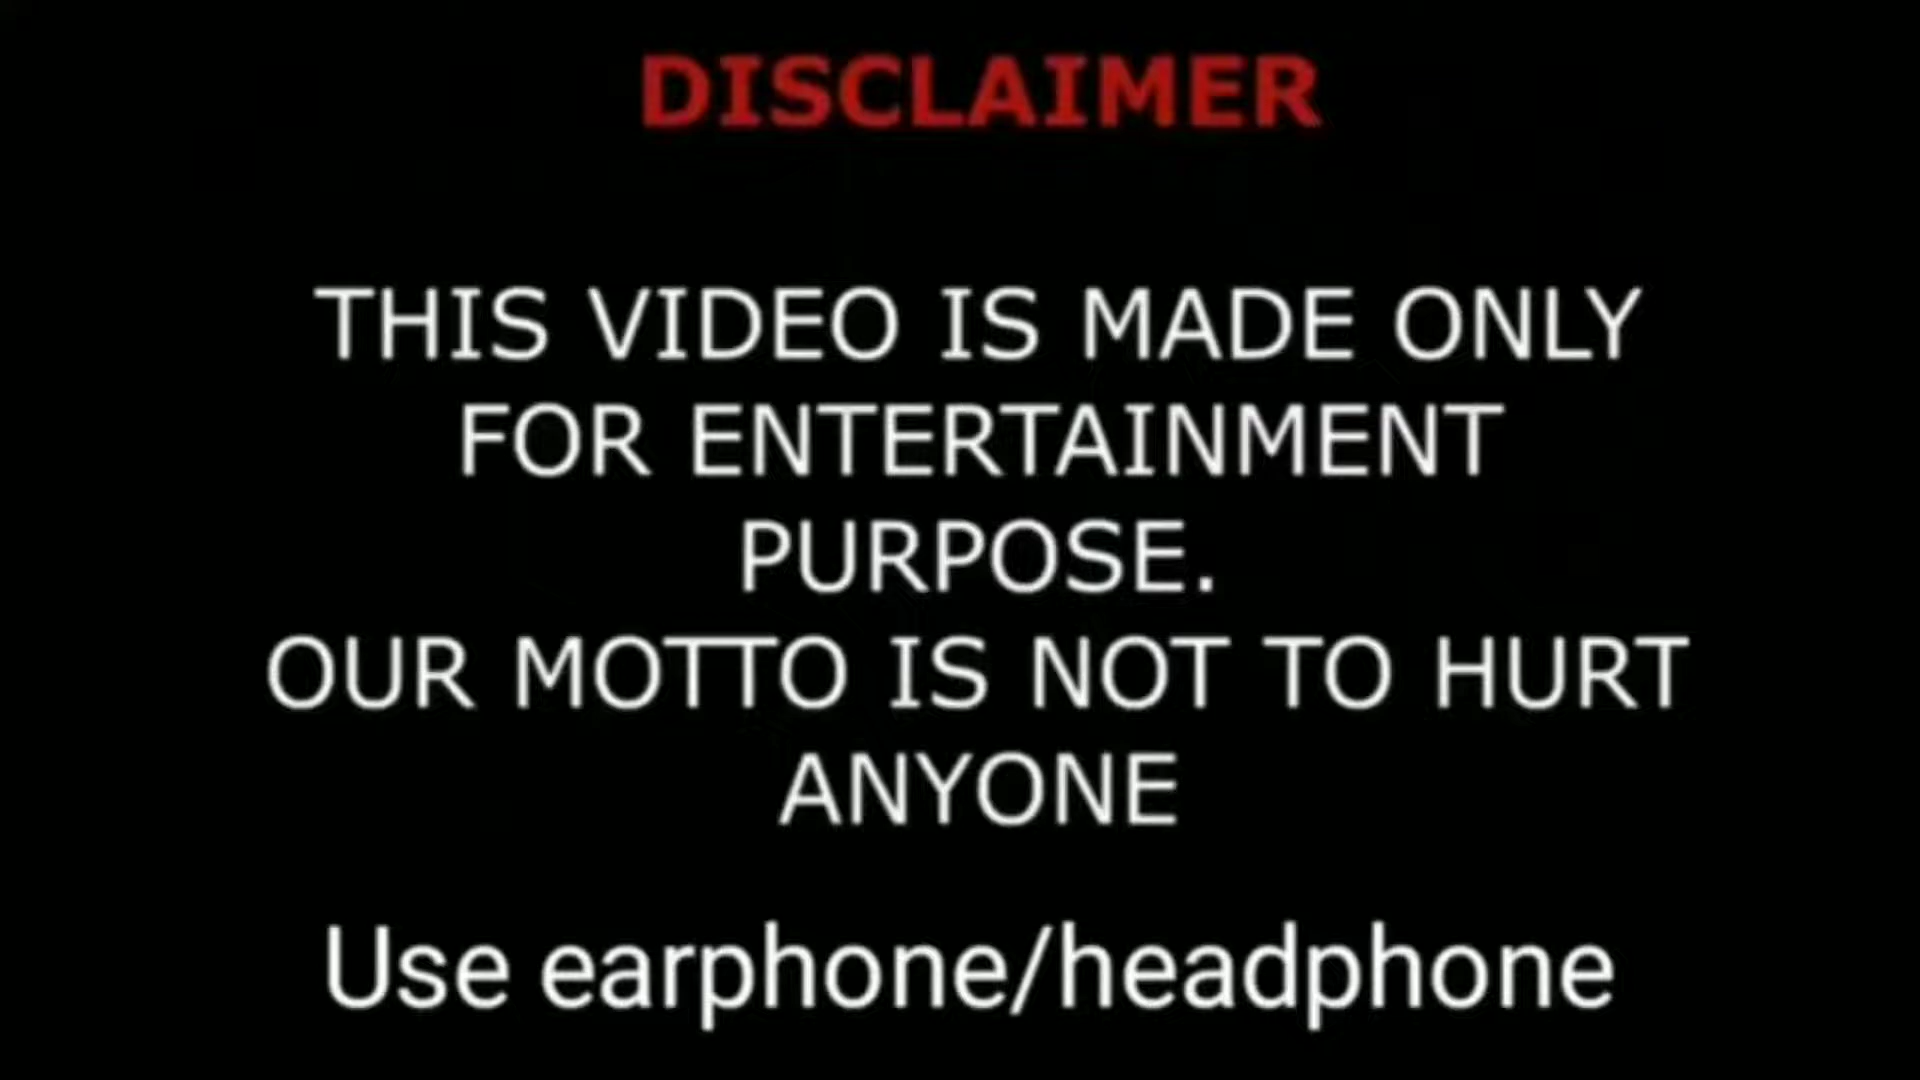 DISCLAIMER
THIS VIDEO IS MADE ONLY
FOR ENTERTAINMENT
PURPOSE.
OUR MOTTO IS NOT TO HURT
ANYONE
Use earphone/headphone